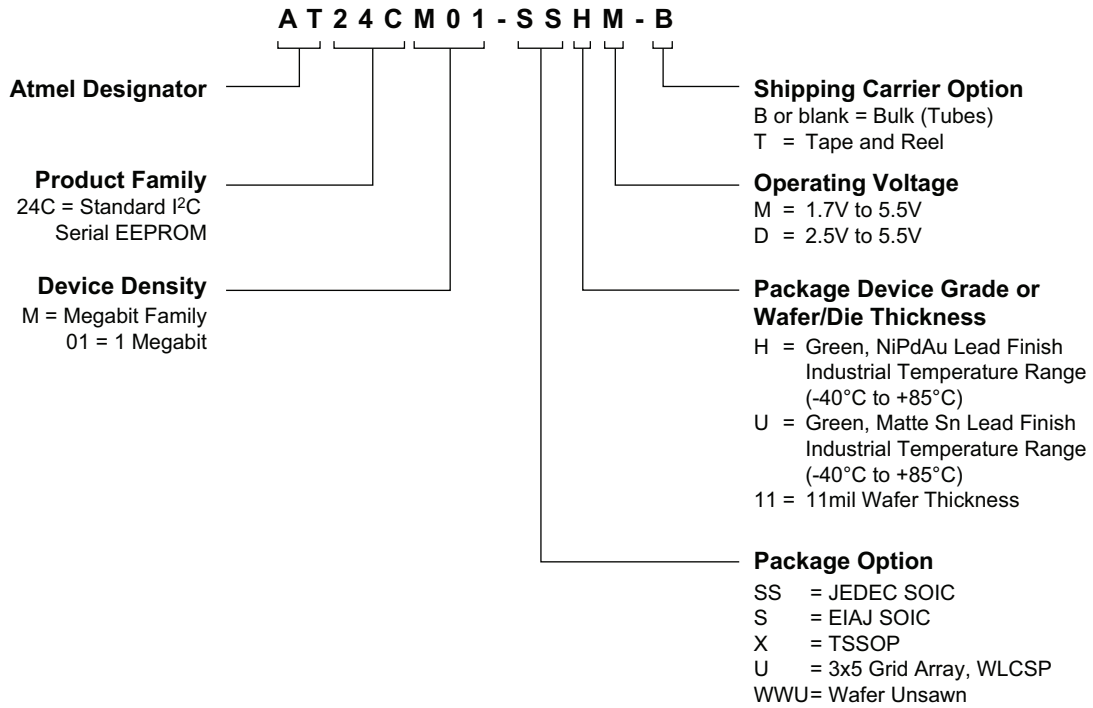 AT24CM01-SSHM-B
Atmel Designator
Product Family
24C = Standard I²C
Serial EEPROM
Device Density
M = Megabit Family
01 = 1 Megabit
Shipping Carrier Option
B or blank = Bulk (Tubes)
T = Tape and Reel
Operating Voltage
M = 1.7V to 5.5V
D = 2.5V to 5.5V
Package Device Grade or
Wafer/Die Thickness
H = Green, NiPdAu Lead Finish
Industrial Temperature Range
(-40°C to +85°C)
U = Green, Matte Sn Lead Finish
Industrial Temperature Range
(-40°C to +85°C)
11 = 11mil Wafer Thickness
Package Option
SS = JEDEC SOIC
S = EIAJ SOIC
X = TSSOP
U = 3x5 Grid Array, WLCSP
WWU= Wafer Unsawn